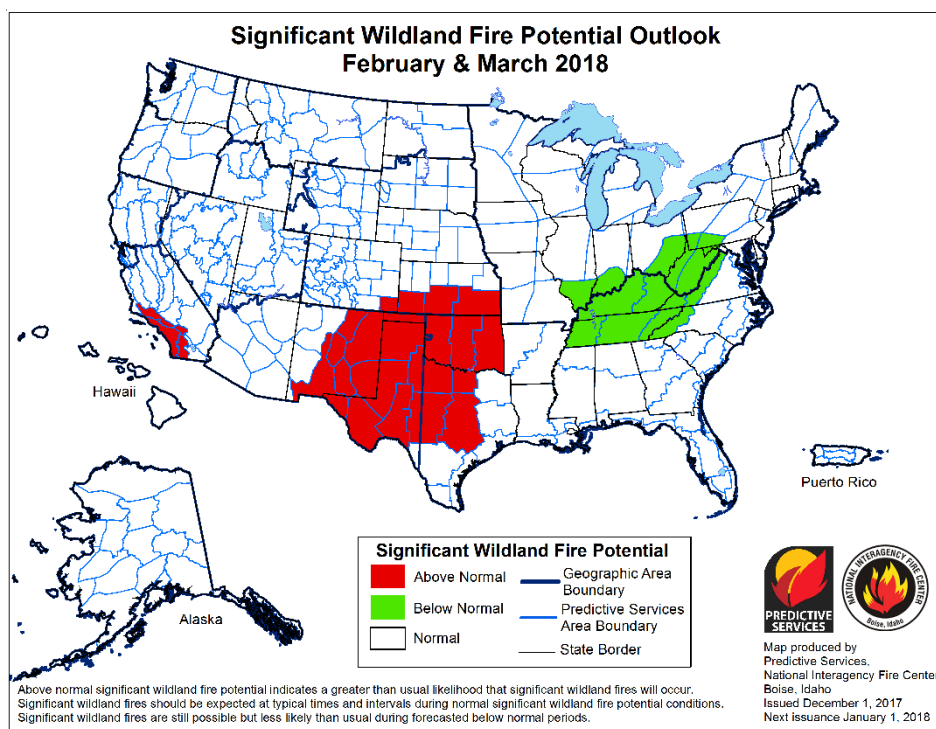 Significant Wildland Fire Potential Outlook
February & March 2018
Hawaii
Puerto Rico
Alaska
Significant Wildland Fire Potential
Above Normal
Below Normal
Normal
Geographic Area
Boundary
Predictive Services
Area Boundary
State Border
PREDICTIVE
SERVICES
NATIONAL INTERAGENCY FIRE CENTER
Boise, Idaho
Map produced by
Predictive Services,
National Interagency Fire Center
Boise, Idaho
Issued December 1, 2017
Next issuance January 1, 2018
Above normal significant wildland fire potential indicates a greater than usual likelihood that significant wildland fires will occur.
Significant wildland fires should be expected at typical times and intervals during normal significant wildland fire potential conditions.
Significant wildland fires are still possible but less likely than usual during forecasted below normal periods.